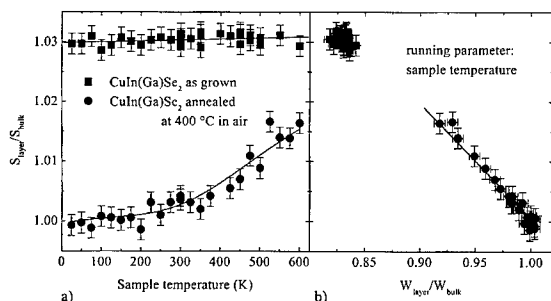 1.03
1.02
1.01
1.00
S_layer/S_bulk
CuIn(Ga)Se₂ as grown
CuIn(Ga)Se₂ annealed
at 400 °C in air
0 100 200 300 400 500 600
Sample temperature (K)
a)
running parameter:
sample temperature
0.85 0.90 0.95 1.00
W_layer/W_bulk
b)